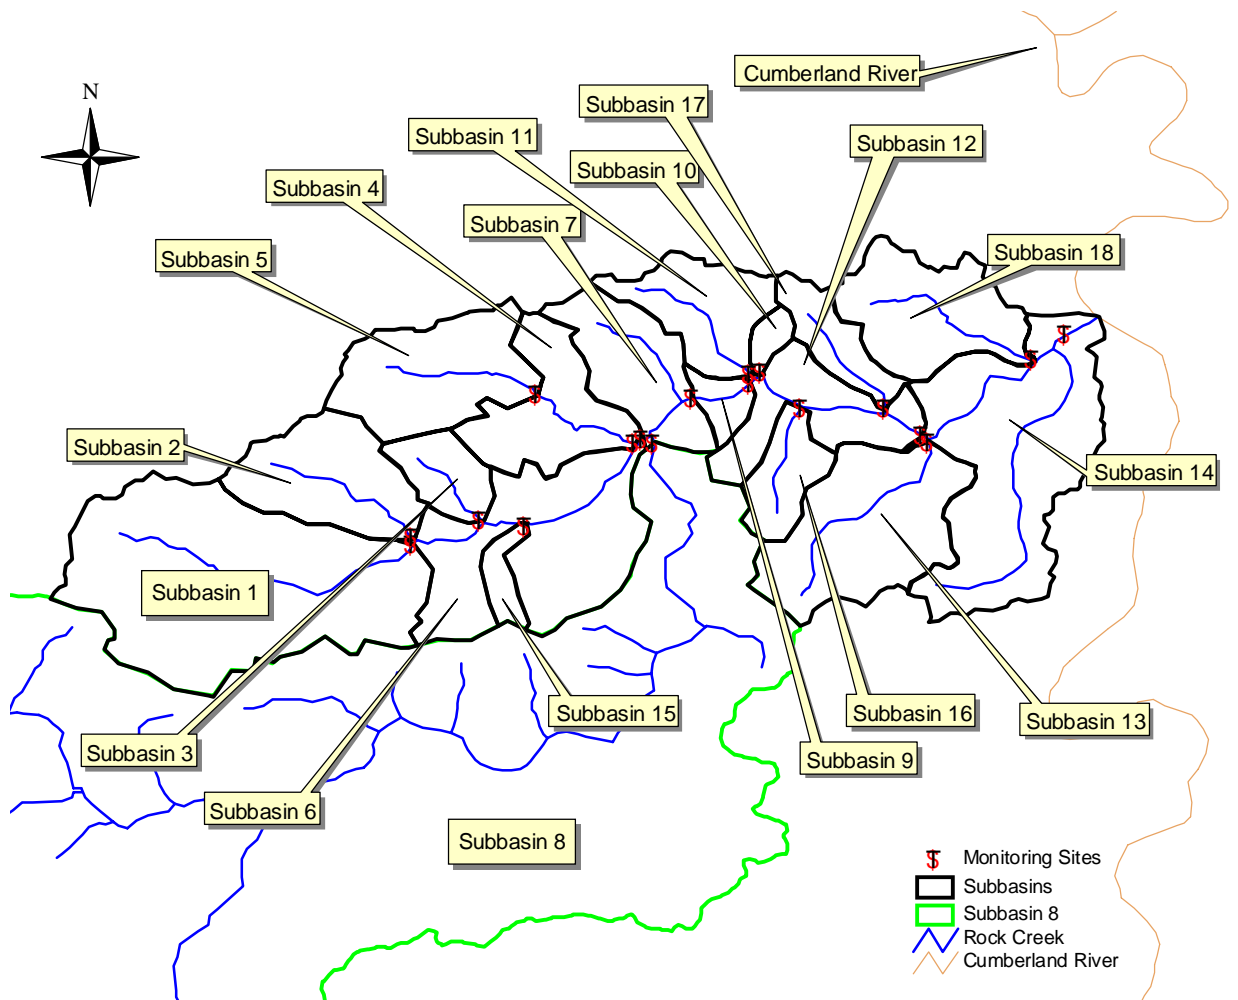 Cumberland River
N
Subbasin 17
Subbasin 11
Subbasin 12
Subbasin 10
Subbasin 4
Subbasin 7
Subbasin 5
Subbasin 18
Subbasin 2
Subbasin 14
Subbasin 1
Subbasin 15
Subbasin 16
Subbasin 13
Subbasin 3
Subbasin 9
Subbasin 6
Subbasin 8
Monitoring Sites
Subbasins
Subbasin 8
Rock Creek
Cumberland River